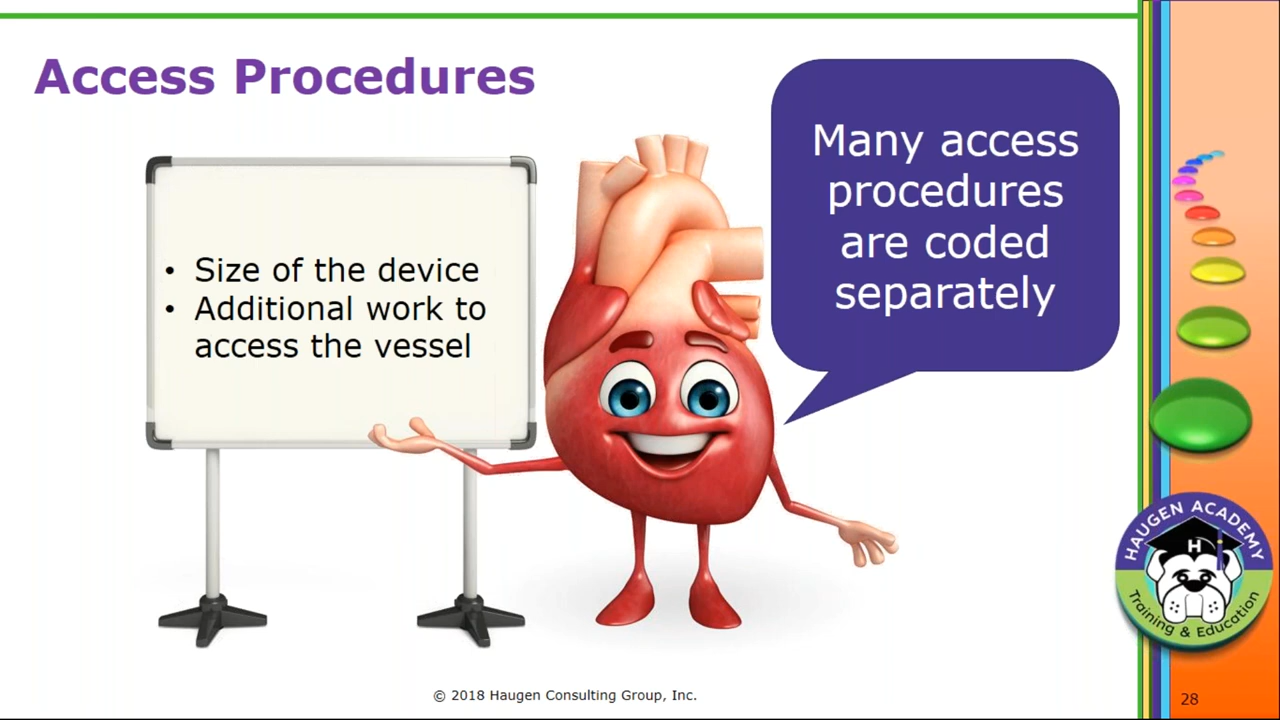 Access Procedures
• Size of the device
• Additional work to
access the vessel
Many access
procedures
are coded
separately
HAUGEN ACADEMY
H
Training & Education
© 2018 Haugen Consulting Group, Inc.
28